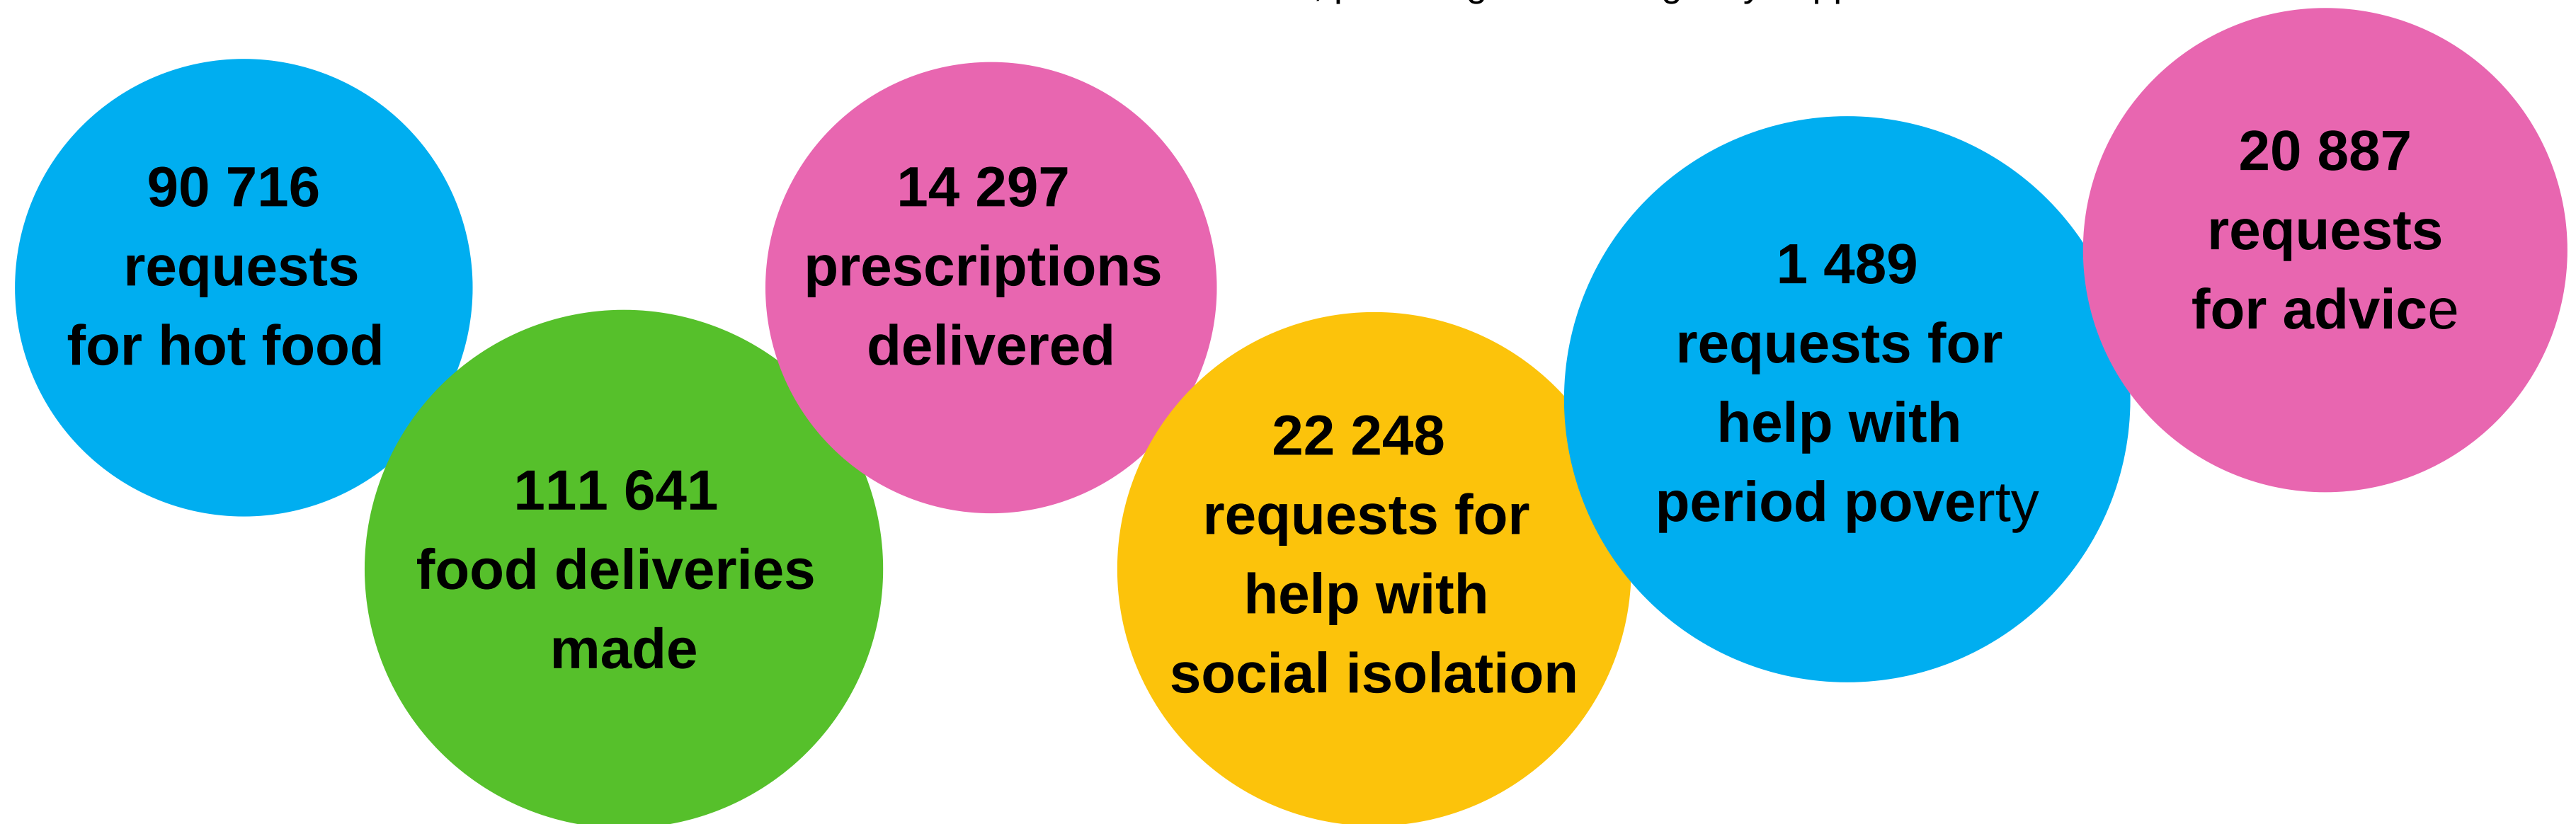 90 716
requests
for hot food
111 641
food deliveries
made
14 297
prescriptions
delivered
22 248
requests for
help with
social isolation
1 489
requests for
help with
period poverty
20 887
requests
for advice